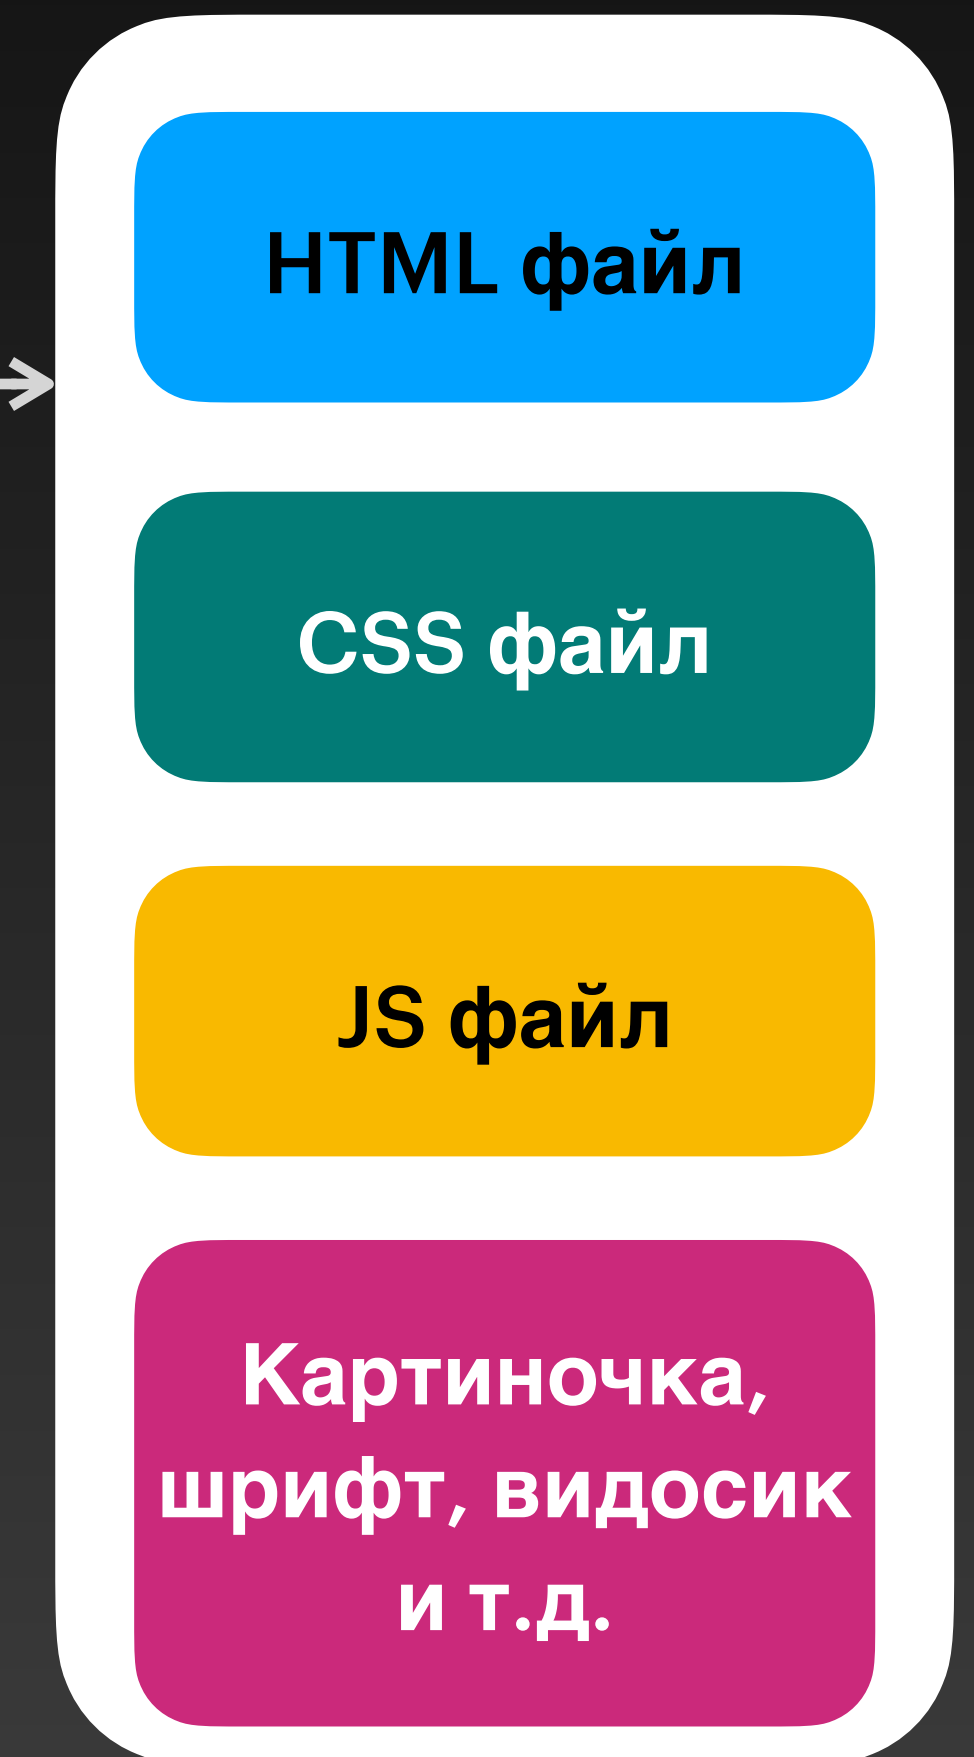 HTML файл
CSS файл
JS файл
Картиночка,
шрифт, видосик
и т.д.